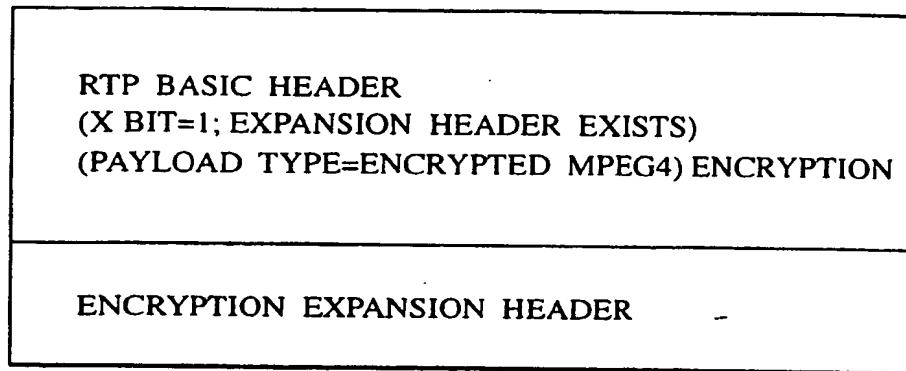 RTP BASIC HEADER
(X BIT=1; EXPANSION HEADER EXISTS)
(PAYLOAD TYPE=ENCRYPTED MPEG4) ENCRYPTION
ENCRYPTION EXPANSION HEADER